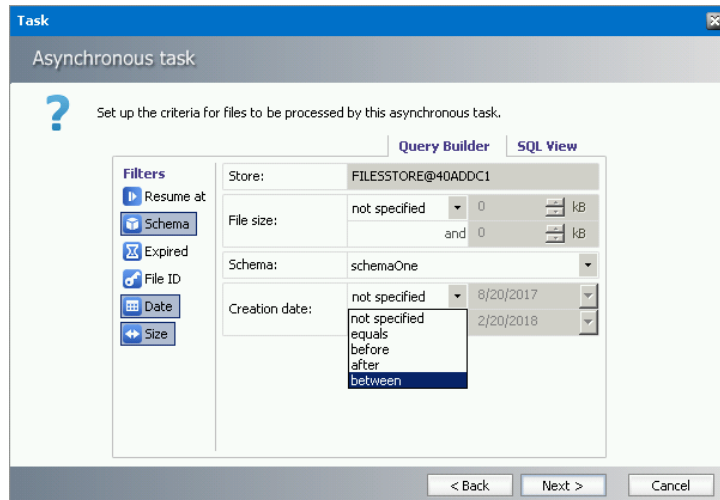 Task
Asynchronous task
?
Set up the criteria for files to be processed by this asynchronous task.
Query Builder SQL View
Filters
Resume at
Schema
Expired
File ID
Date
Size
Store: FILESSTORE@40ADDC1
File size: not specified 0 kB
and 0 kB
Schema: schemaOne
Creation date: not specified 8/20/2017
2/20/2018
not specified
equals
before
after
between
< Back Next > Cancel